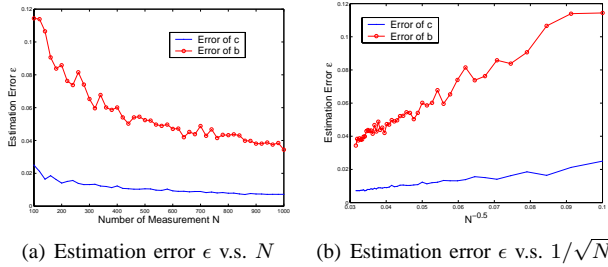 0.12
0.1
0.08
0.06
0.04
0.02
0
Estimation Error ε
Error of c
Error of b
100 200 300 400 500 600 700 800 900 1000
Number of Measurement N
(a) Estimation error ϵ v.s. N
0.12
0.1
0.08
0.06
0.04
0.02
0
Estimation Error ε
Error of c
Error of b
0.03 0.04 0.05 0.06 0.07 0.08 0.09 0.1
N^-0.5
(b) Estimation error ϵ v.s. 1/√N